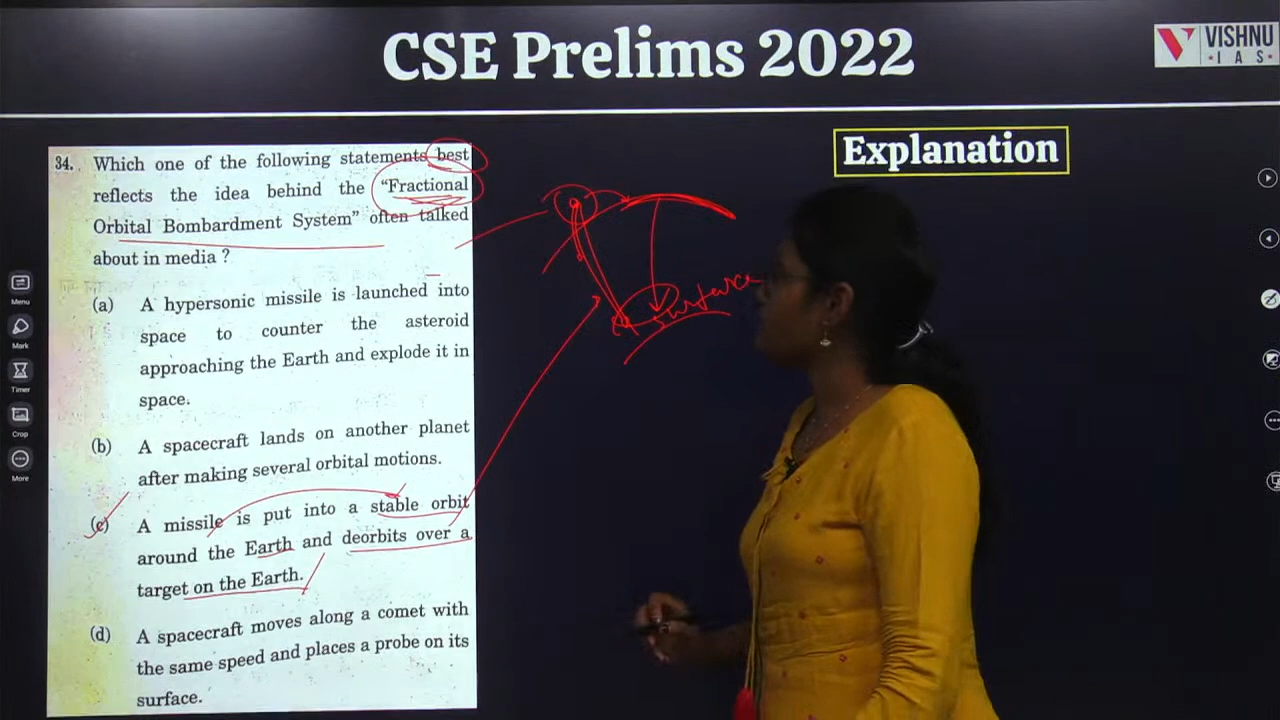 CSE Prelims 2022
VISHNU
I A S
Explanation
34. Which one of the following statements best
reflects the idea behind the "Fractional
Orbital Bombardment System" often talked
about in media ?
(a) A hypersonic missile is launched into
space to counter the asteroid
approaching the Earth and explode it in
space.
(b) A spacecraft lands on another planet
after making several orbital motions.
(c) A missile is put into a stable orbit
around the Earth and deorbits over a
target on the Earth.
(d) A spacecraft moves along a comet with
the same speed and places a probe on its
surface.
Surface
Menu
Mark
Timer
Crop
More